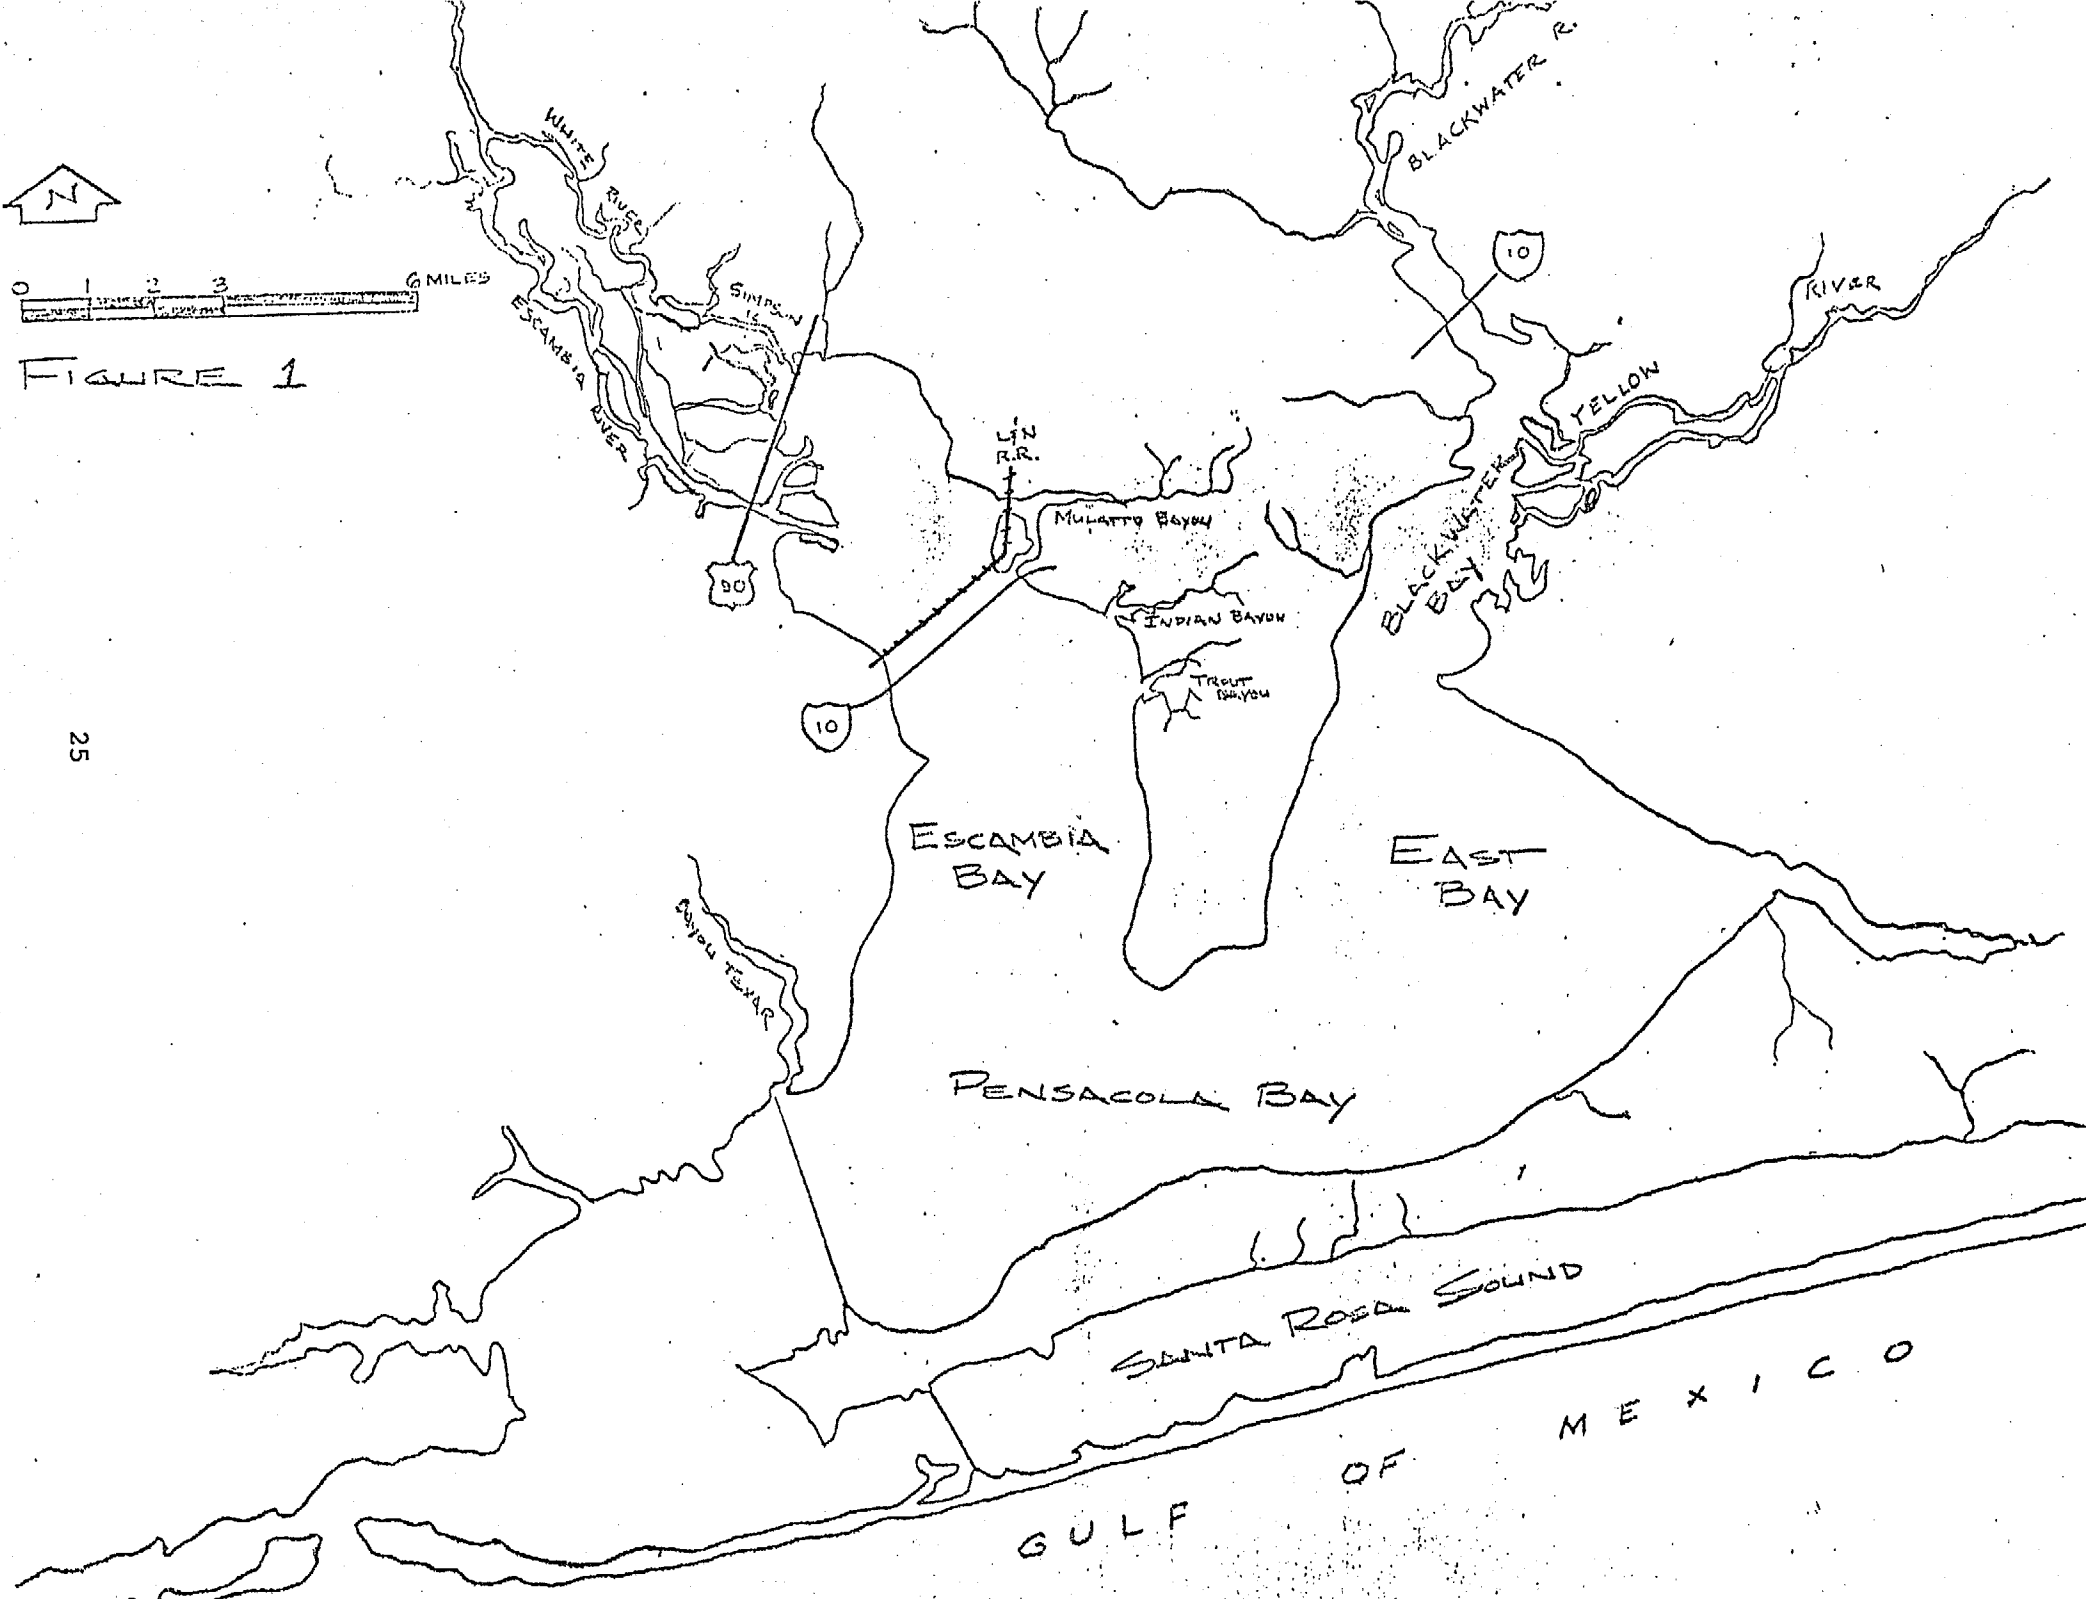 BLACKWATER R.
WHITE
RIVER
N
0 1 2 3 6 MILES
SIMPSON
R.
ESCAMBIA
RIVER
FIGURE 1
10
RIVER
YELLOW
L&N
R.R.
MULATTO BAYOU
BLACKWATER
BAY
90
INDIAN BAYOU
TROUT
BAYOU
10
25
ESCAMBIA
BAY
EAST
BAY
BAYOU TEXAR
PENSACOLA BAY
SANTA ROSA SOUND
GULF OF MEXICO